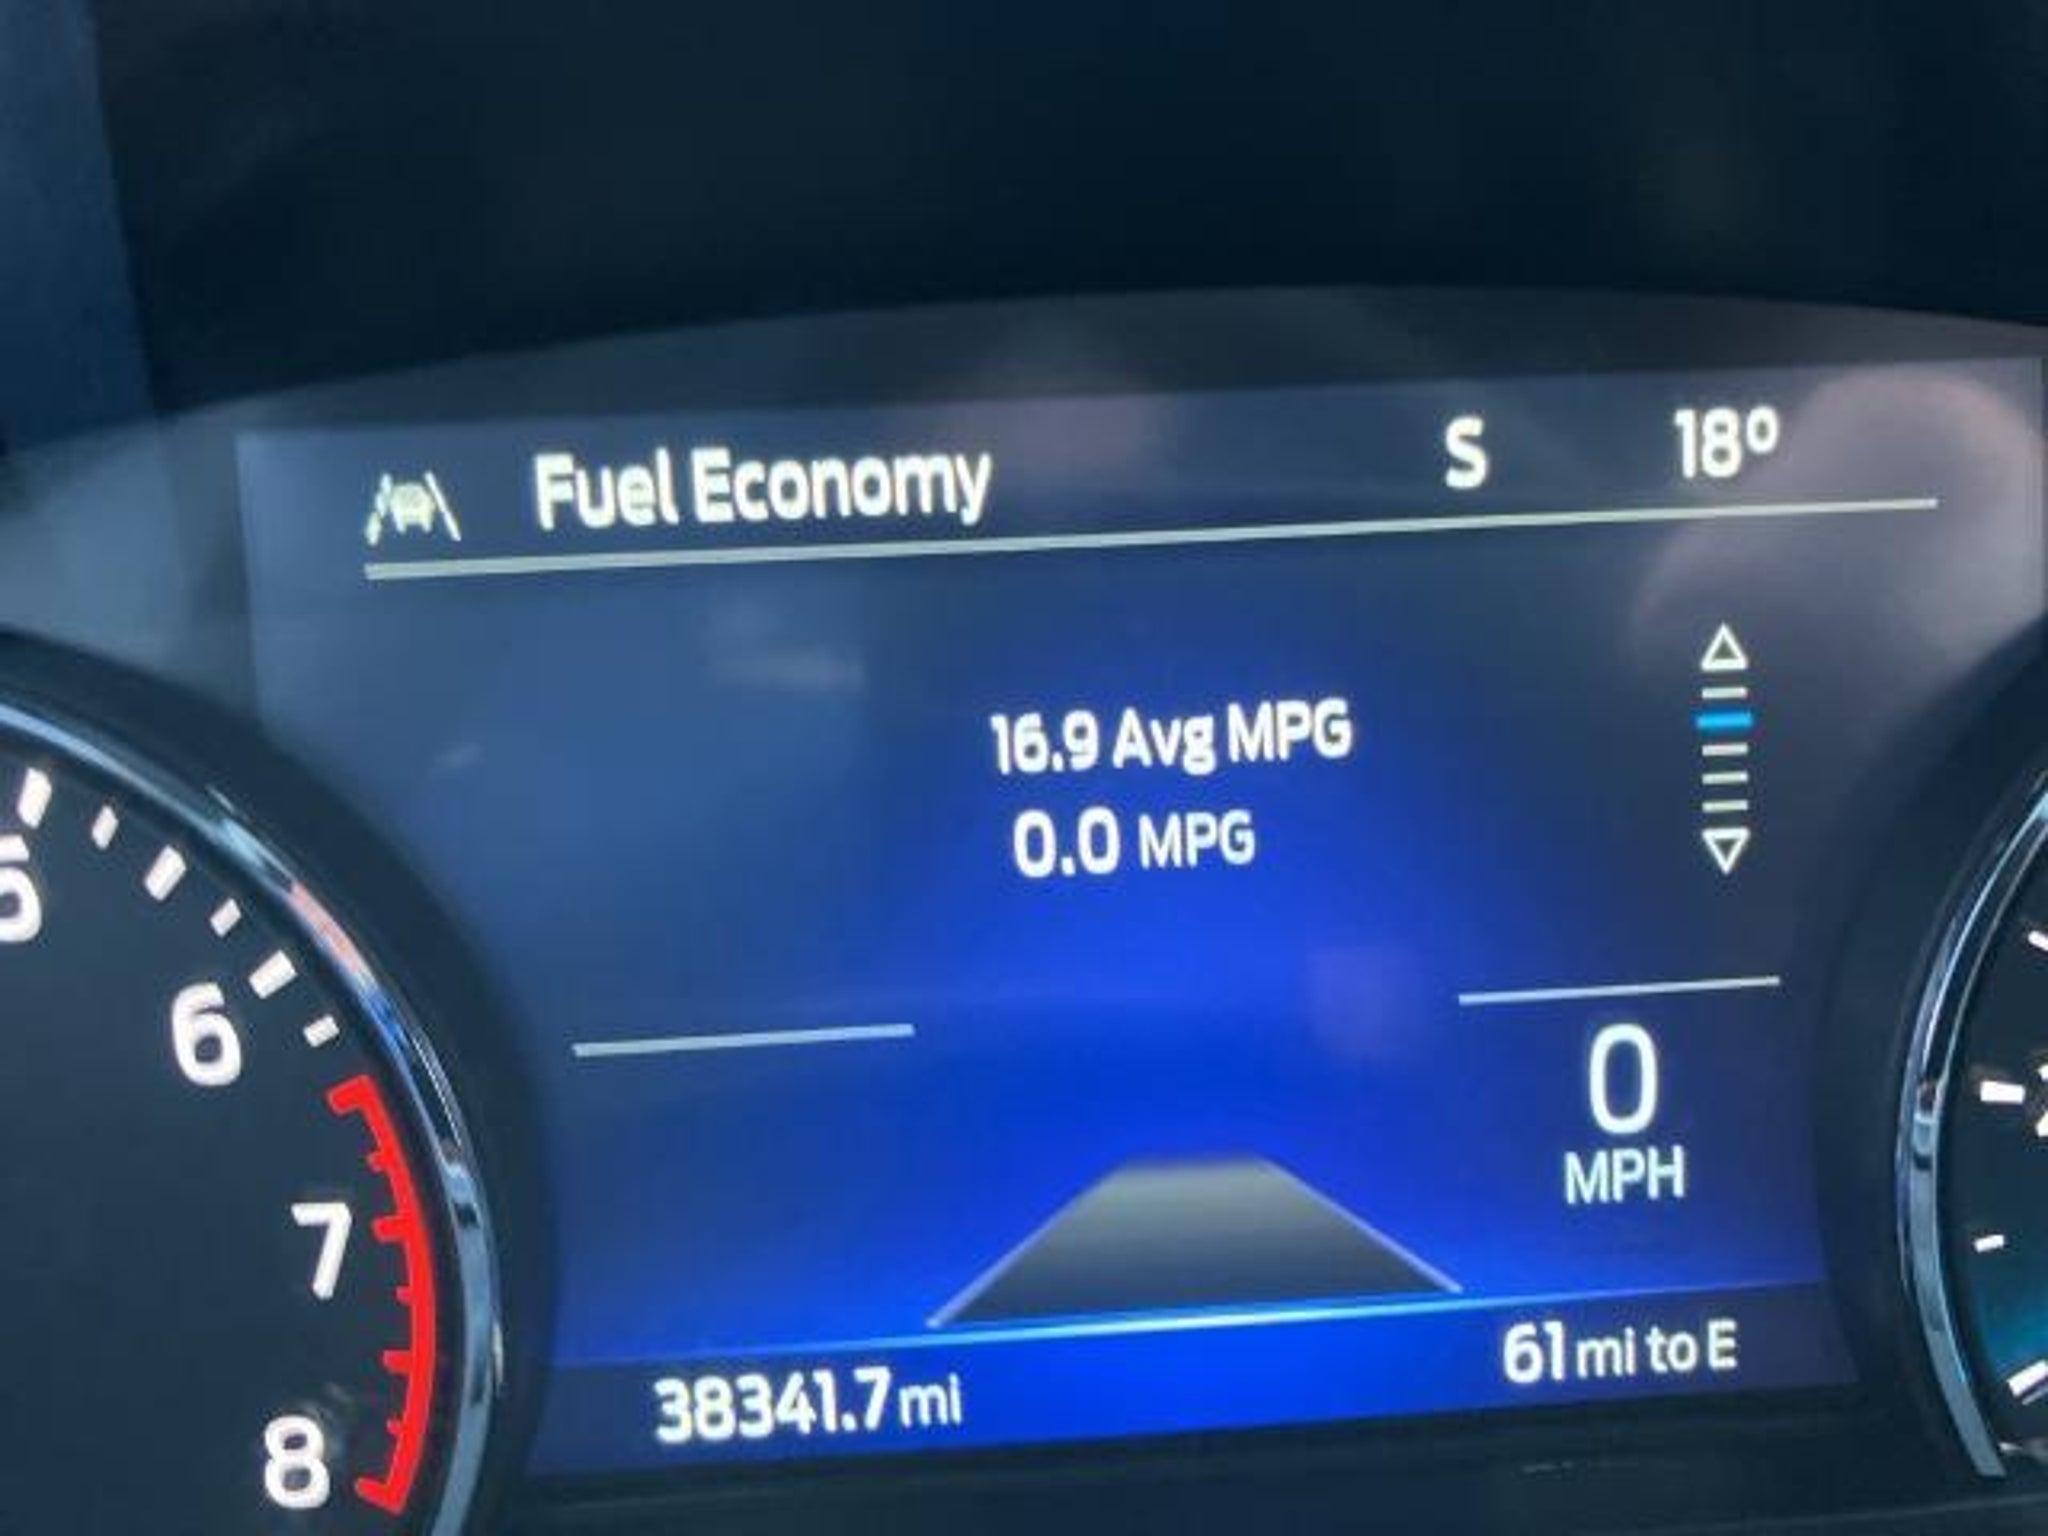 Fuel Economy S 18°
16.9 Avg MPG
0.0 MPG
0
MPH
38341.7 mi 61 mi to E
5
6
7
8